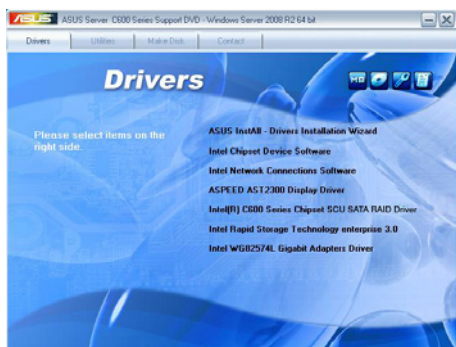 ASUS ASUS Server C600 Series Support DVD - Windows Server 2008 R2 64 bit
Drivers Utilities Make Disk Contact
Drivers
Please select items on the
right side.
ASUS InstAll - Drivers Installation Wizard
Intel Chipset Device Software
Intel Network Connections Software
ASPEED AST2300 Display Driver
Intel(R) C600 Series Chipset SCU SATA RAID Driver
Intel Rapid Storage Technology enterprise 3.0
Intel WG82574L Gigabit Adapters Driver